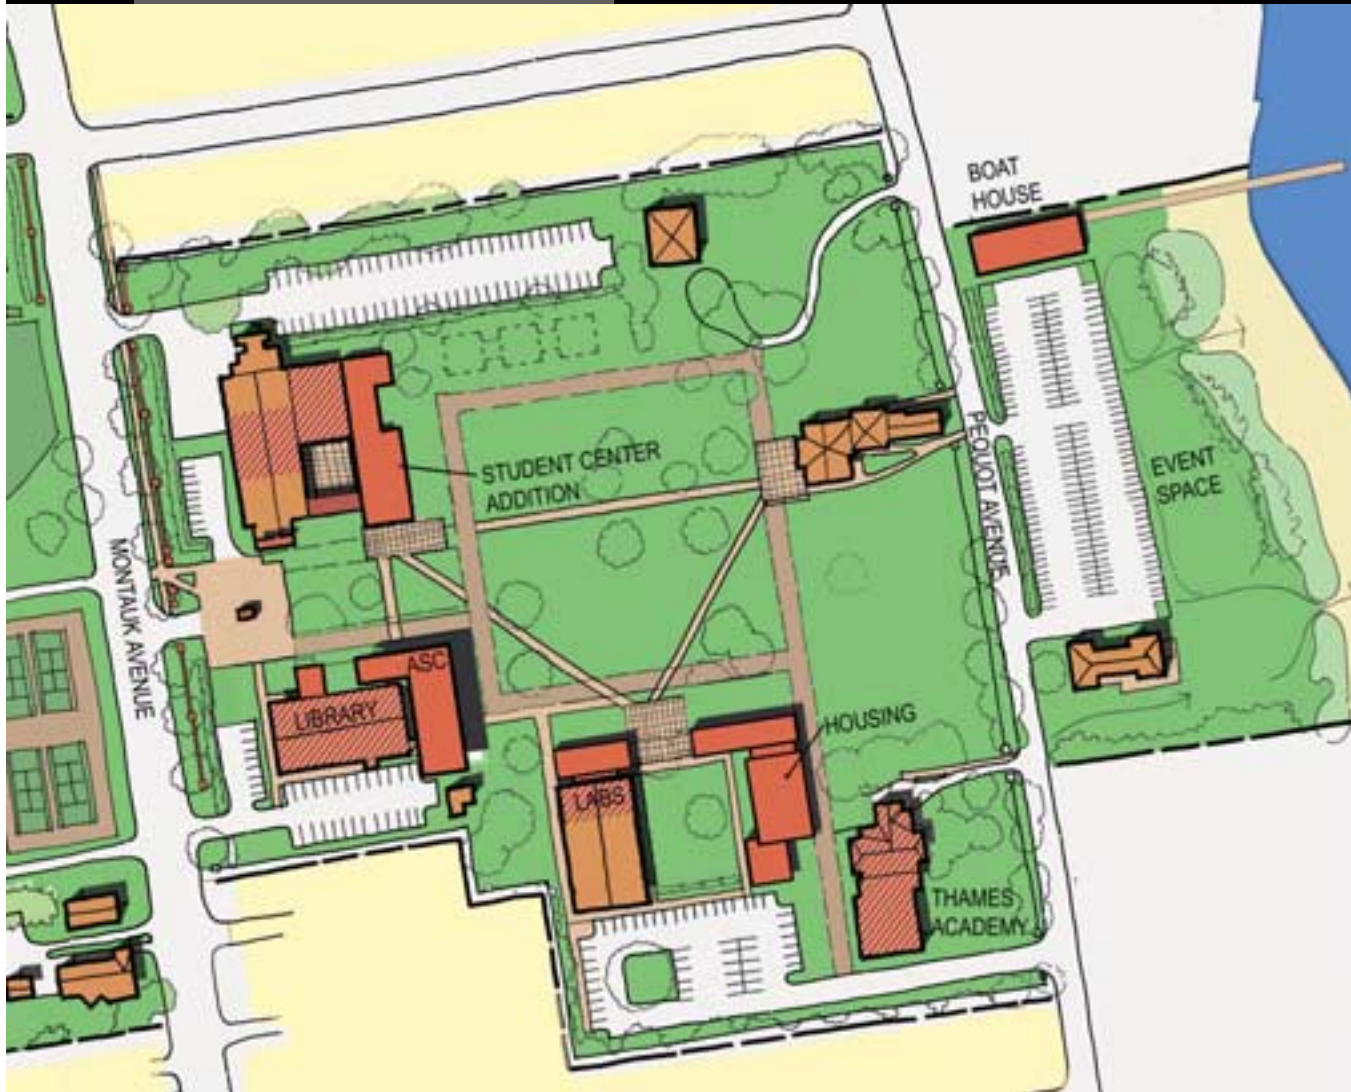 BOAT
HOUSE
STUDENT CENTER
ADDITION
PEQUOT AVENUE
EVENT
SPACE
MONTAUK AVENUE
ASC
LIBRARY
HOUSING
LABS
THAMES
ACADEMY